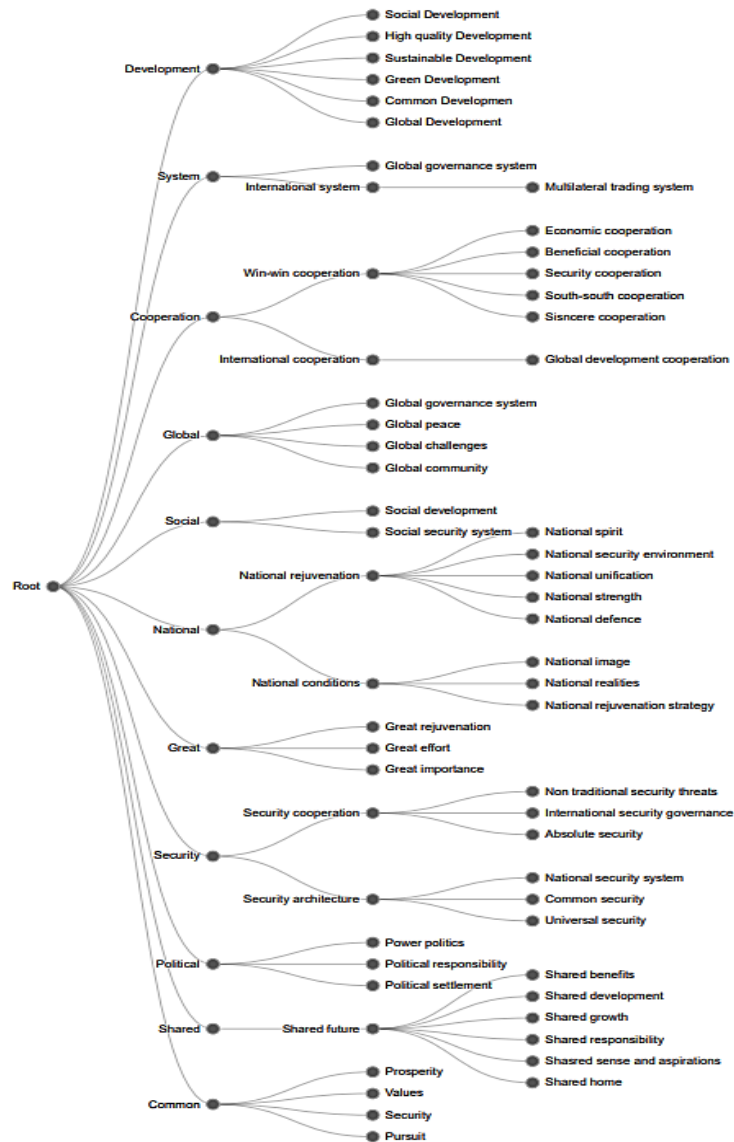 Social Development
High quality Development
Sustainable Development
Development
Green Development
Common Developmen
Global Development
Global governance system
System
International system
Multilateral trading system
Economic cooperation
Beneficial cooperation
Win-win cooperation
Security cooperation
South-south cooperation
Cooperation
Sisncere cooperation
International cooperation
Global development cooperation
Global governance system
Global peace
Global
Global challenges
Global community
Social development
Social
Social security system
National spirit
National security environment
National rejuvenation
National unification
Root
National strength
National defence
National
National image
National conditions
National realities
National rejuvenation strategy
Great rejuvenation
Great
Great effort
Great importance
Non traditional security threats
Security cooperation
International security governance
Absolute security
Security
National security system
Security architecture
Common security
Universal security
Power politics
Political
Political responsibility
Political settlement
Shared benefits
Shared development
Shared growth
Shared
Shared future
Shared responsibility
Shasred sense and aspirations
Shared home
Prosperity
Values
Common
Security
Pursuit